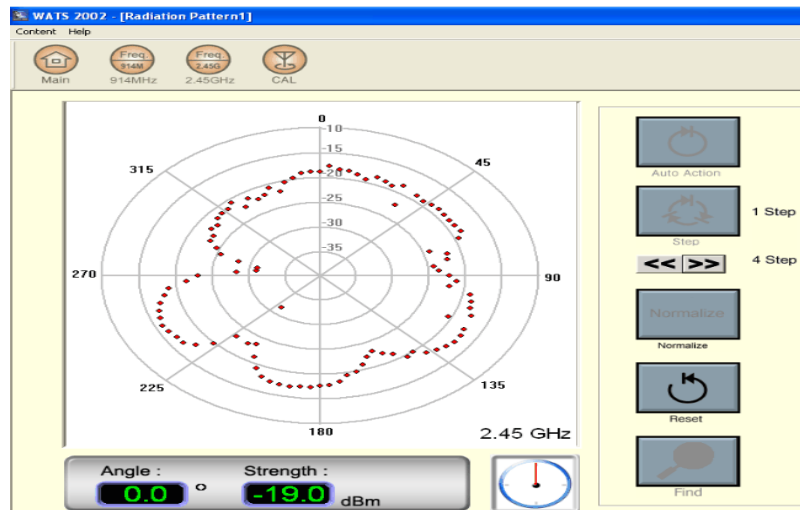 WATS 2002 - [Radiation Pattern1]
Content Help
Freq. 914M
Freq. 2.45G
Main 914MHz 2.45GHz CAL
0
-10
-15
-20
-25
-30
-35
45
90
135
180
225
270
315
2.45 GHz
Angle : Strength :
0.0 ° -19.0 dBm
Auto Action
1 Step
Step
<< >> 4 Step
Normalize
Normalize
Reset
Find